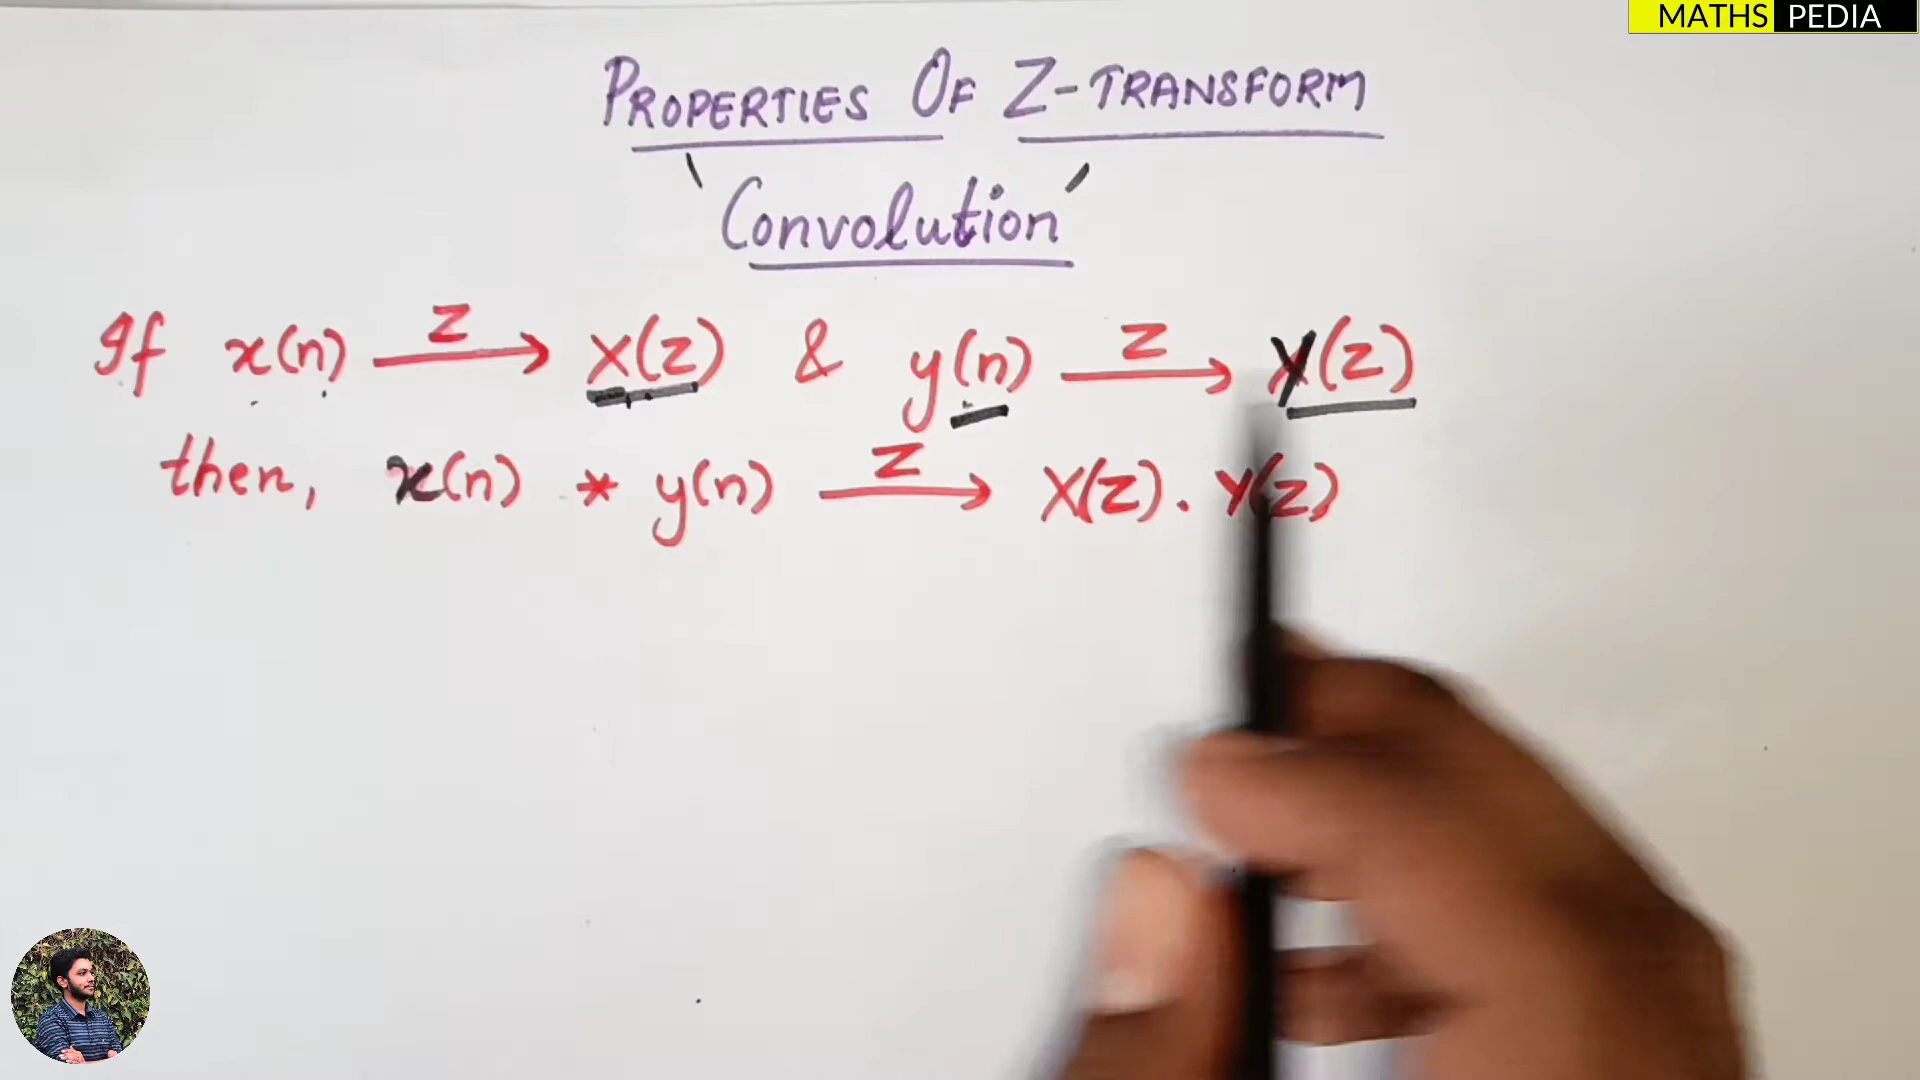 MATHS PEDIA
PROPERTIES OF Z-TRANSFORM
'Convolution'
If x(n) Z→ X(z) & y(n) Z→ Y(z)
then, x(n) * y(n) Z→ X(z) . Y(z)